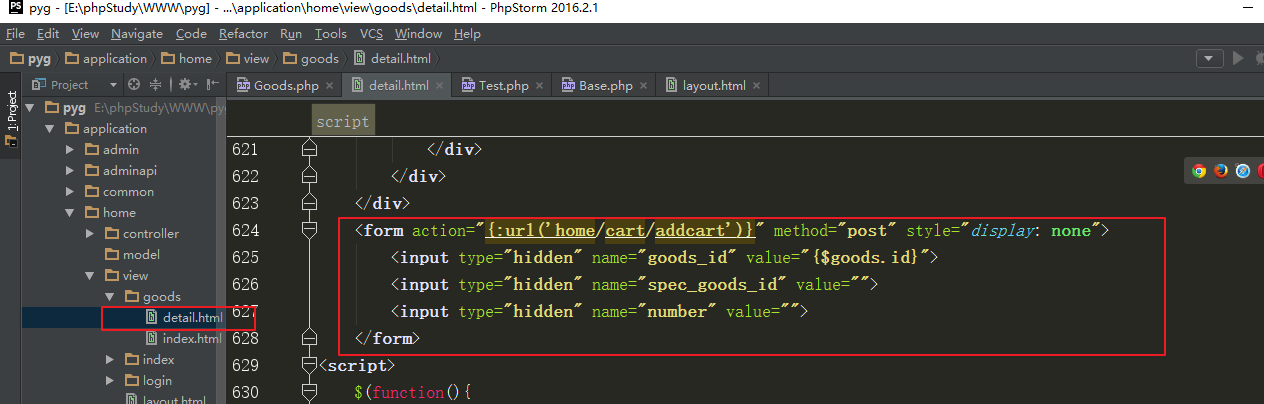 pyg - [E:\phpStudy\WWW\pyg] - ...\application\home\view\goods\detail.html - PhpStorm 2016.2.1
File Edit View Navigate Code Refactor Run Tools VCS Window Help
pyg application home view goods detail.html
Project
Goods.php detail.html Test.php Base.php layout.html
1: Project
pyg E:\phpStudy\WWW\pyg
application
admin
adminapi
common
home
controller
model
view
goods
detail.html
index.html
index
login
layout.html
script
621 </div>
622 </div>
623 </div>
624 <form action="{:url('home/cart/addcart')}" method="post" style="display: none">
625 <input type="hidden" name="goods_id" value="{$goods.id}">
626 <input type="hidden" name="spec_goods_id" value="">
627 <input type="hidden" name="number" value="">
628 </form>
629 <script>
630 $(function(){